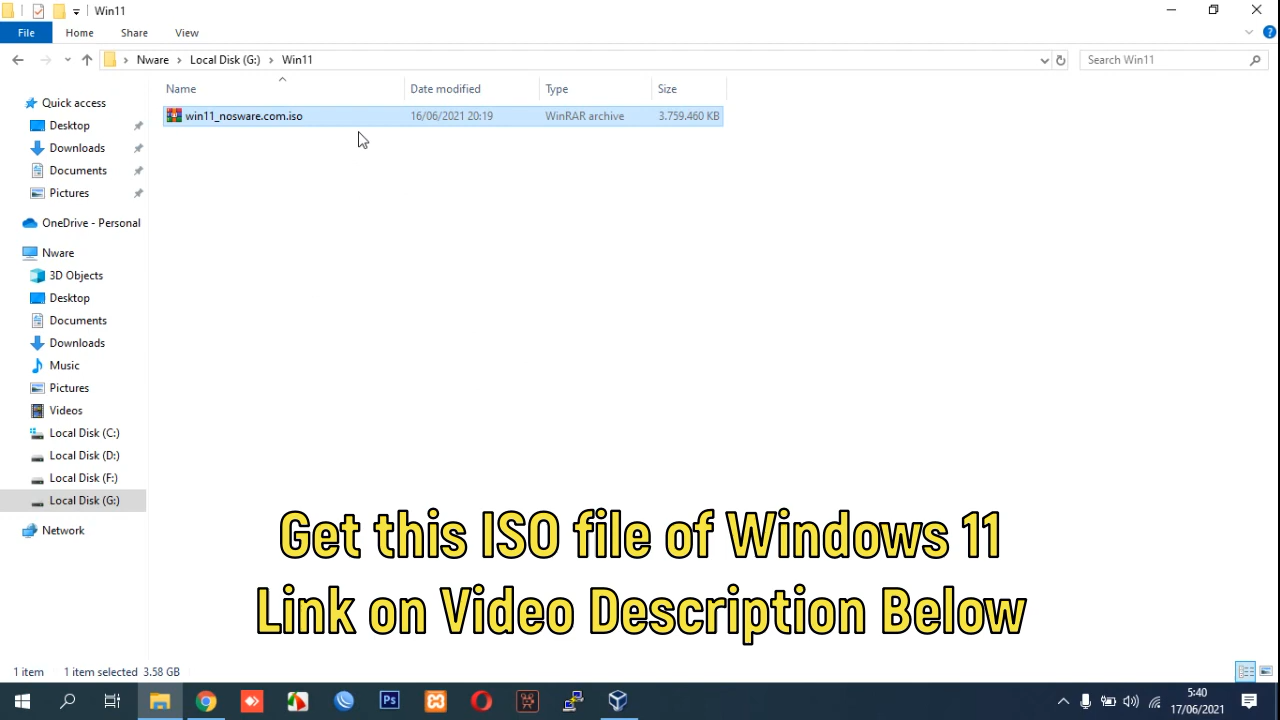 Win11
File Home Share View
Nware Local Disk (G:) Win11 Search Win11
Name Date modified Type Size
win11_nosware.com.iso 16/06/2021 20:19 WinRAR archive 3.759.460 KB
Quick access
Desktop
Downloads
Documents
Pictures
OneDrive - Personal
Nware
3D Objects
Desktop
Documents
Downloads
Music
Pictures
Videos
Local Disk (C:)
Local Disk (D:)
Local Disk (F:)
Local Disk (G:)
Network
Get this ISO file of Windows 11
Link on Video Description Below
1 item 1 item selected 3.58 GB
Ps
5:40
17/06/2021